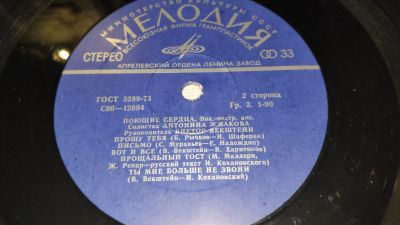 МИНИСТЕРСТВО КУЛЬТУРЫ СССР
МЕЛОДИЯ
ВСЕСОЮЗНАЯ ФИРМА ГРАМПЛАСТИНОК
СТЕРЕО
33
АПРЕЛЕВСКИЙ ОРДЕНА ЛЕНИНА ЗАВОД
ГОСТ 5289-73
2 сторона
С60—12684
Гр. 3. 1-90
ПОЮЩИЕ СЕРДЦА, Вок.-инстр. анс.
Солистка АНТОНИНА ЖМАКОВА
Руководитель ВИКТОР ВЕКШТЕЙН
ПРОШУ ТЕБЯ (Б. Рычков—И. Шаферан)
ПИСЬМО (С. Муравьев—Е. Надеждин)
ВОТ И ВСЕ (В. Векштейн—В. Харитонов)
ПРОЩАЛЬНЫЙ ТОСТ (М. Маллери,
Ж. Ренар—русский текст И. Кохановского)
ТЫ МНЕ БОЛЬШЕ НЕ ЗВОНИ
(В. Векштейн—И. Кохановский)